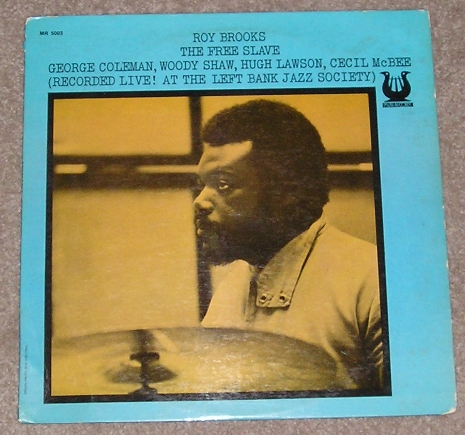 MR 5003
ROY BROOKS
THE FREE SLAVE
GEORGE COLEMAN, WOODY SHAW, HUGH LAWSON, CECIL McBEE
(RECORDED LIVE! AT THE LEFT BANK JAZZ SOCIETY)